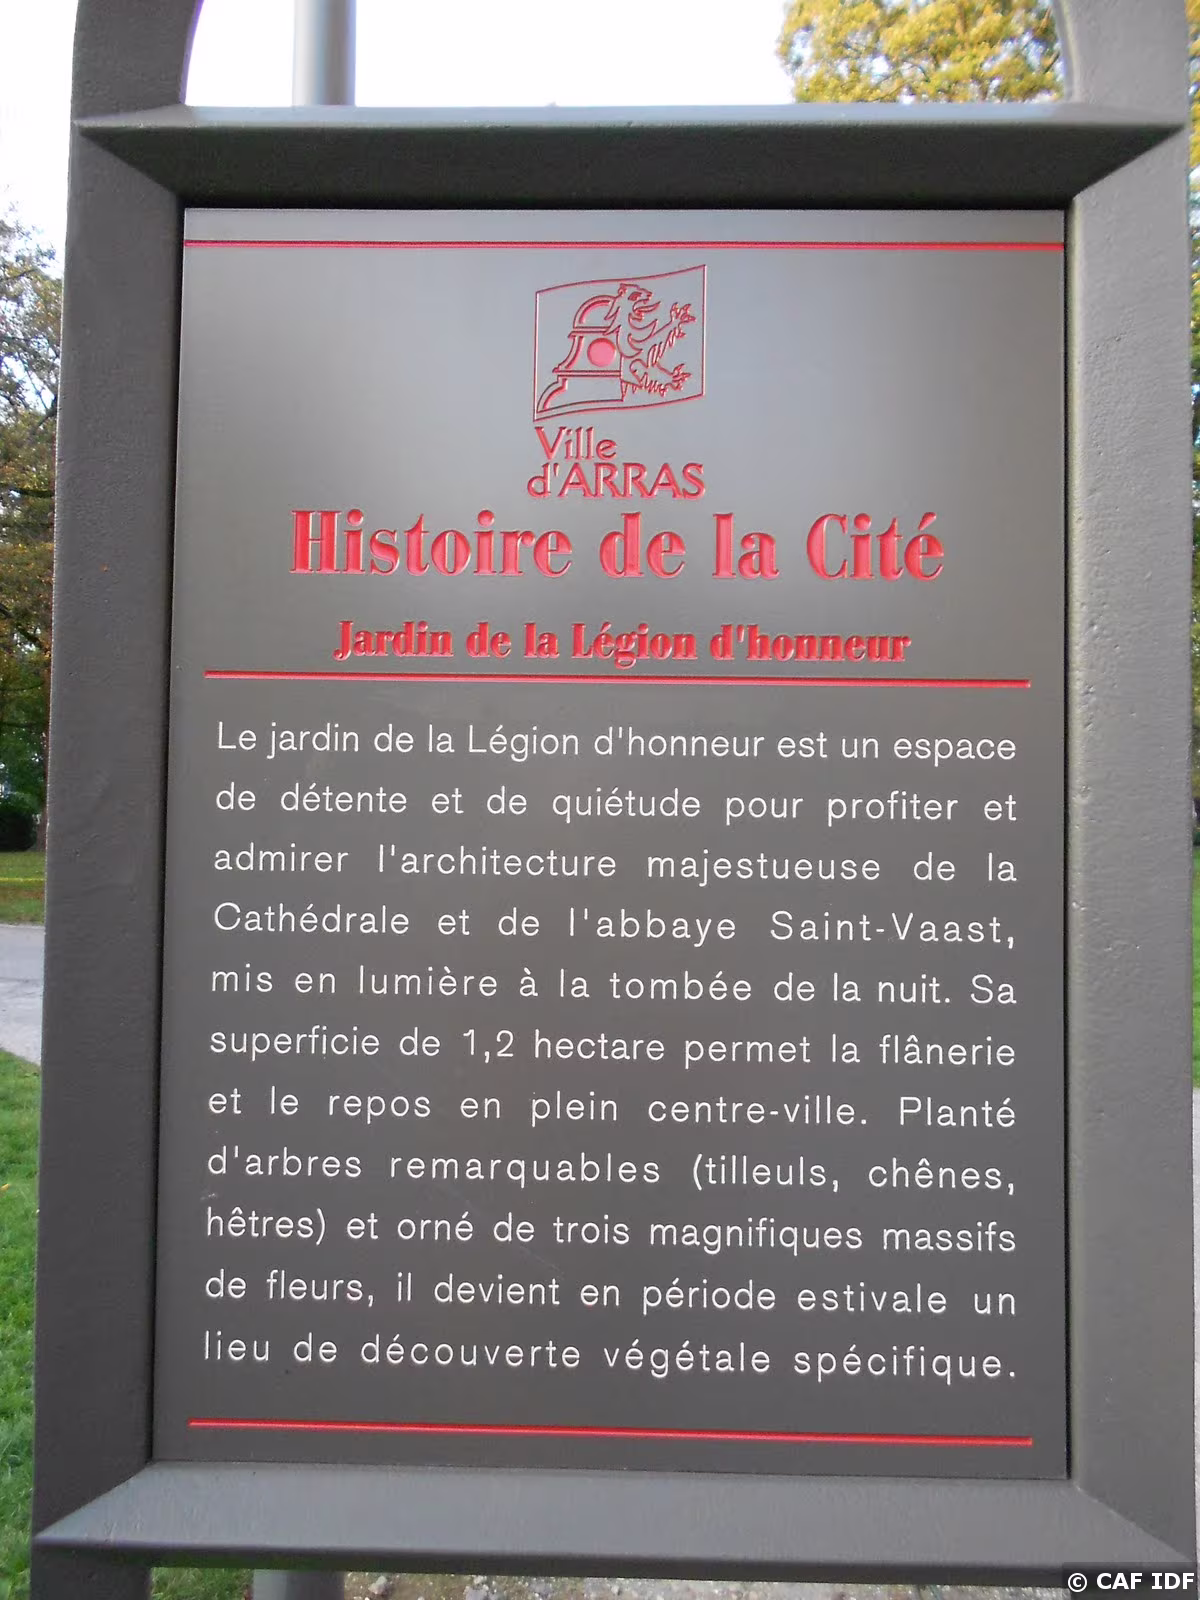 Ville
d'ARRAS
Histoire de la Cité
Jardin de la Légion d'honneur
Le jardin de la Légion d'honneur est un espace
de détente et de quiétude pour profiter et
admirer l'architecture majestueuse de la
Cathédrale et de l'abbaye Saint-Vaast,
mis en lumière à la tombée de la nuit. Sa
superficie de 1,2 hectare permet la flânerie
et le repos en plein centre-ville. Planté
d'arbres remarquables (tilleuls, chênes,
hêtres) et orné de trois magnifiques massifs
de fleurs, il devient en période estivale un
lieu de découverte végétale spécifique.
© CAF IDF